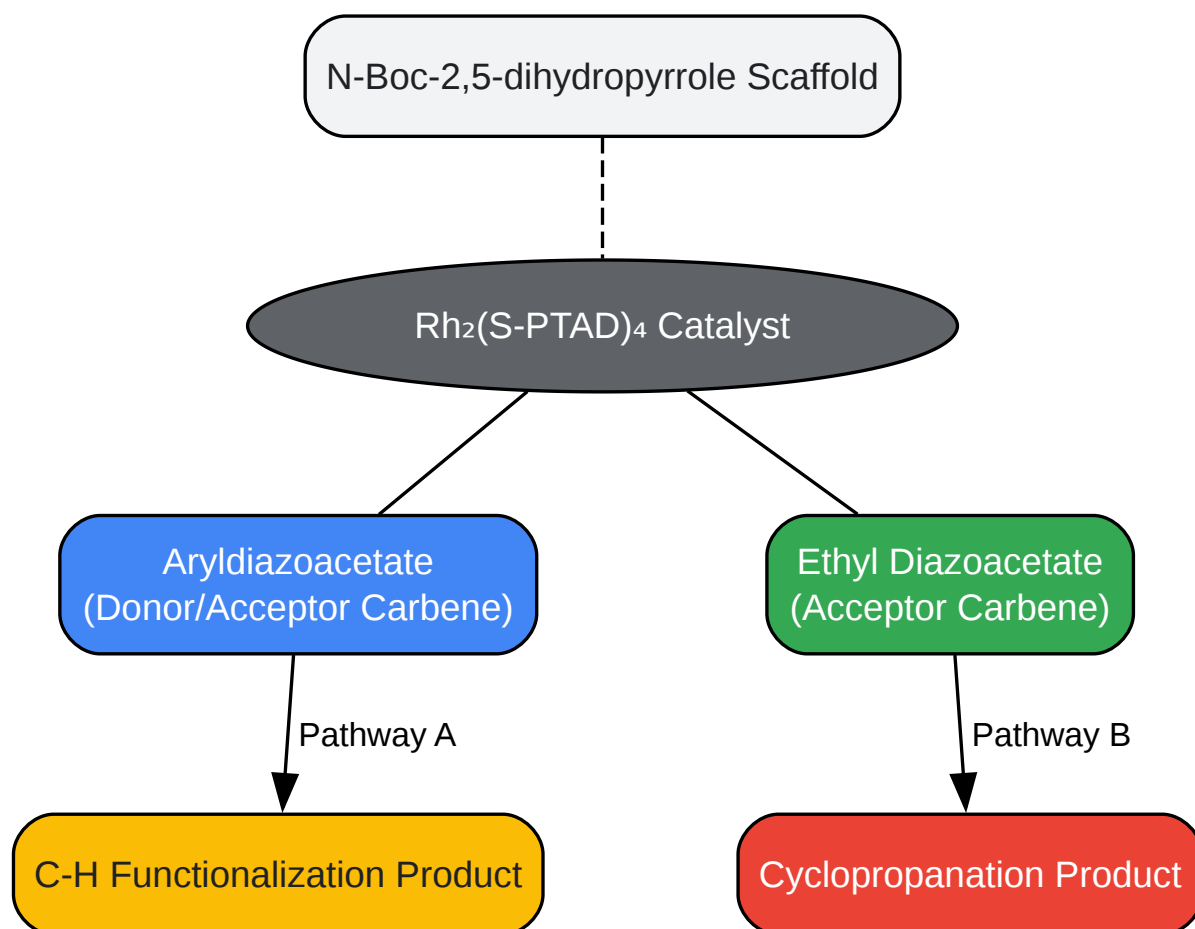 N-Boc-2,5-dihydropyrrole Scaffold
Rh₂(S-PTAD)₄ Catalyst
Aryldiazoacetate
(Donor/Acceptor Carbene)
Ethyl Diazoacetate
(Acceptor Carbene)
Pathway A
Pathway B
C-H Functionalization Product
Cyclopropanation Product